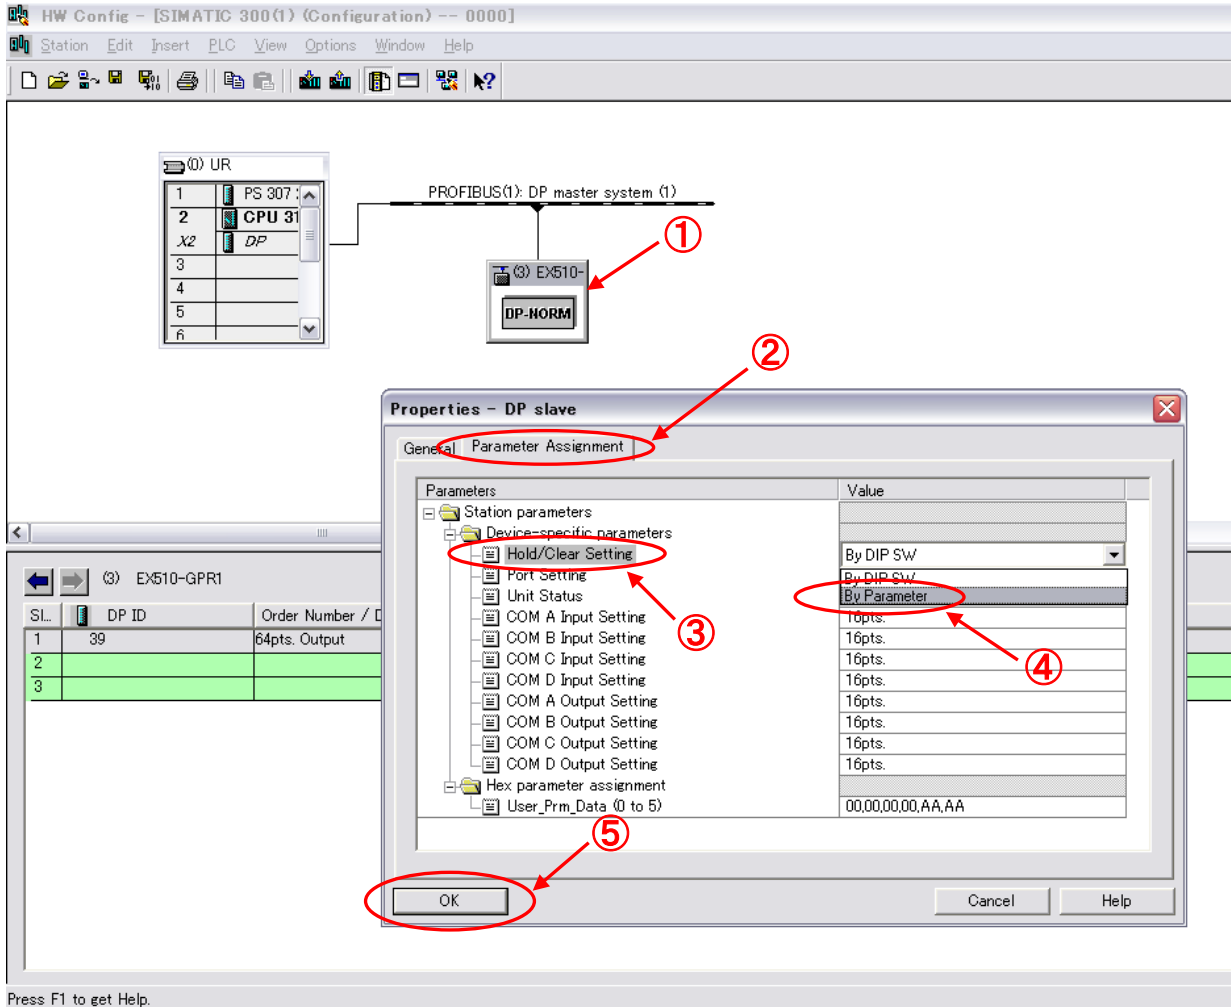 HW Config - [SIMATIC 300(1) (Configuration) -- 0000]
Station Edit Insert PLC View Options Window Help
(0) UR
1 PS 307
2 CPU 31
X2 DP
3
4
5
6
PROFIBUS(1): DP master system (1)
①
(3) EX510-
DP-NORM
②
Properties - DP slave
General Parameter Assignment
Parameters Value
Station parameters
Device-specific parameters
Hold/Clear Setting By DIP SW
Port Setting By DIP SW
Unit Status By Parameter
COM A Input Setting 16pts.
COM B Input Setting 16pts.
COM C Input Setting 16pts.
COM D Input Setting 16pts.
COM A Output Setting 16pts.
COM B Output Setting 16pts.
COM C Output Setting 16pts.
COM D Output Setting 16pts.
Hex parameter assignment
User_Prm_Data (0 to 5) 00,00,00,00,AA,AA
③
④
⑤
OK Cancel Help
(3) EX510-GPR1
Sl... DP ID Order Number / D
1 39 64pts. Output
2
3
Press F1 to get Help.